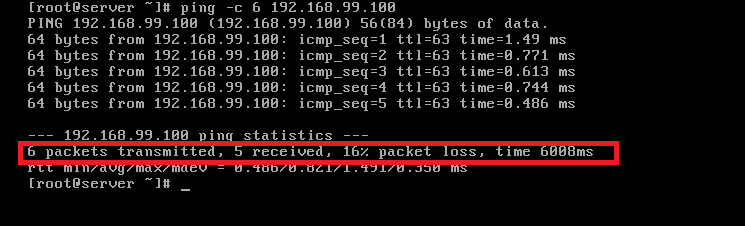 [root@server ~]# ping -c 6 192.168.99.100
PING 192.168.99.100 (192.168.99.100) 56(84) bytes of data.
64 bytes from 192.168.99.100: icmp_seq=1 ttl=63 time=1.49 ms
64 bytes from 192.168.99.100: icmp_seq=2 ttl=63 time=0.771 ms
64 bytes from 192.168.99.100: icmp_seq=3 ttl=63 time=0.613 ms
64 bytes from 192.168.99.100: icmp_seq=4 ttl=63 time=0.744 ms
64 bytes from 192.168.99.100: icmp_seq=5 ttl=63 time=0.486 ms
--- 192.168.99.100 ping statistics ---
6 packets transmitted, 5 received, 16% packet loss, time 6008ms
rtt min/avg/max/mdev = 0.486/0.821/1.491/0.350 ms
[root@server ~]# _